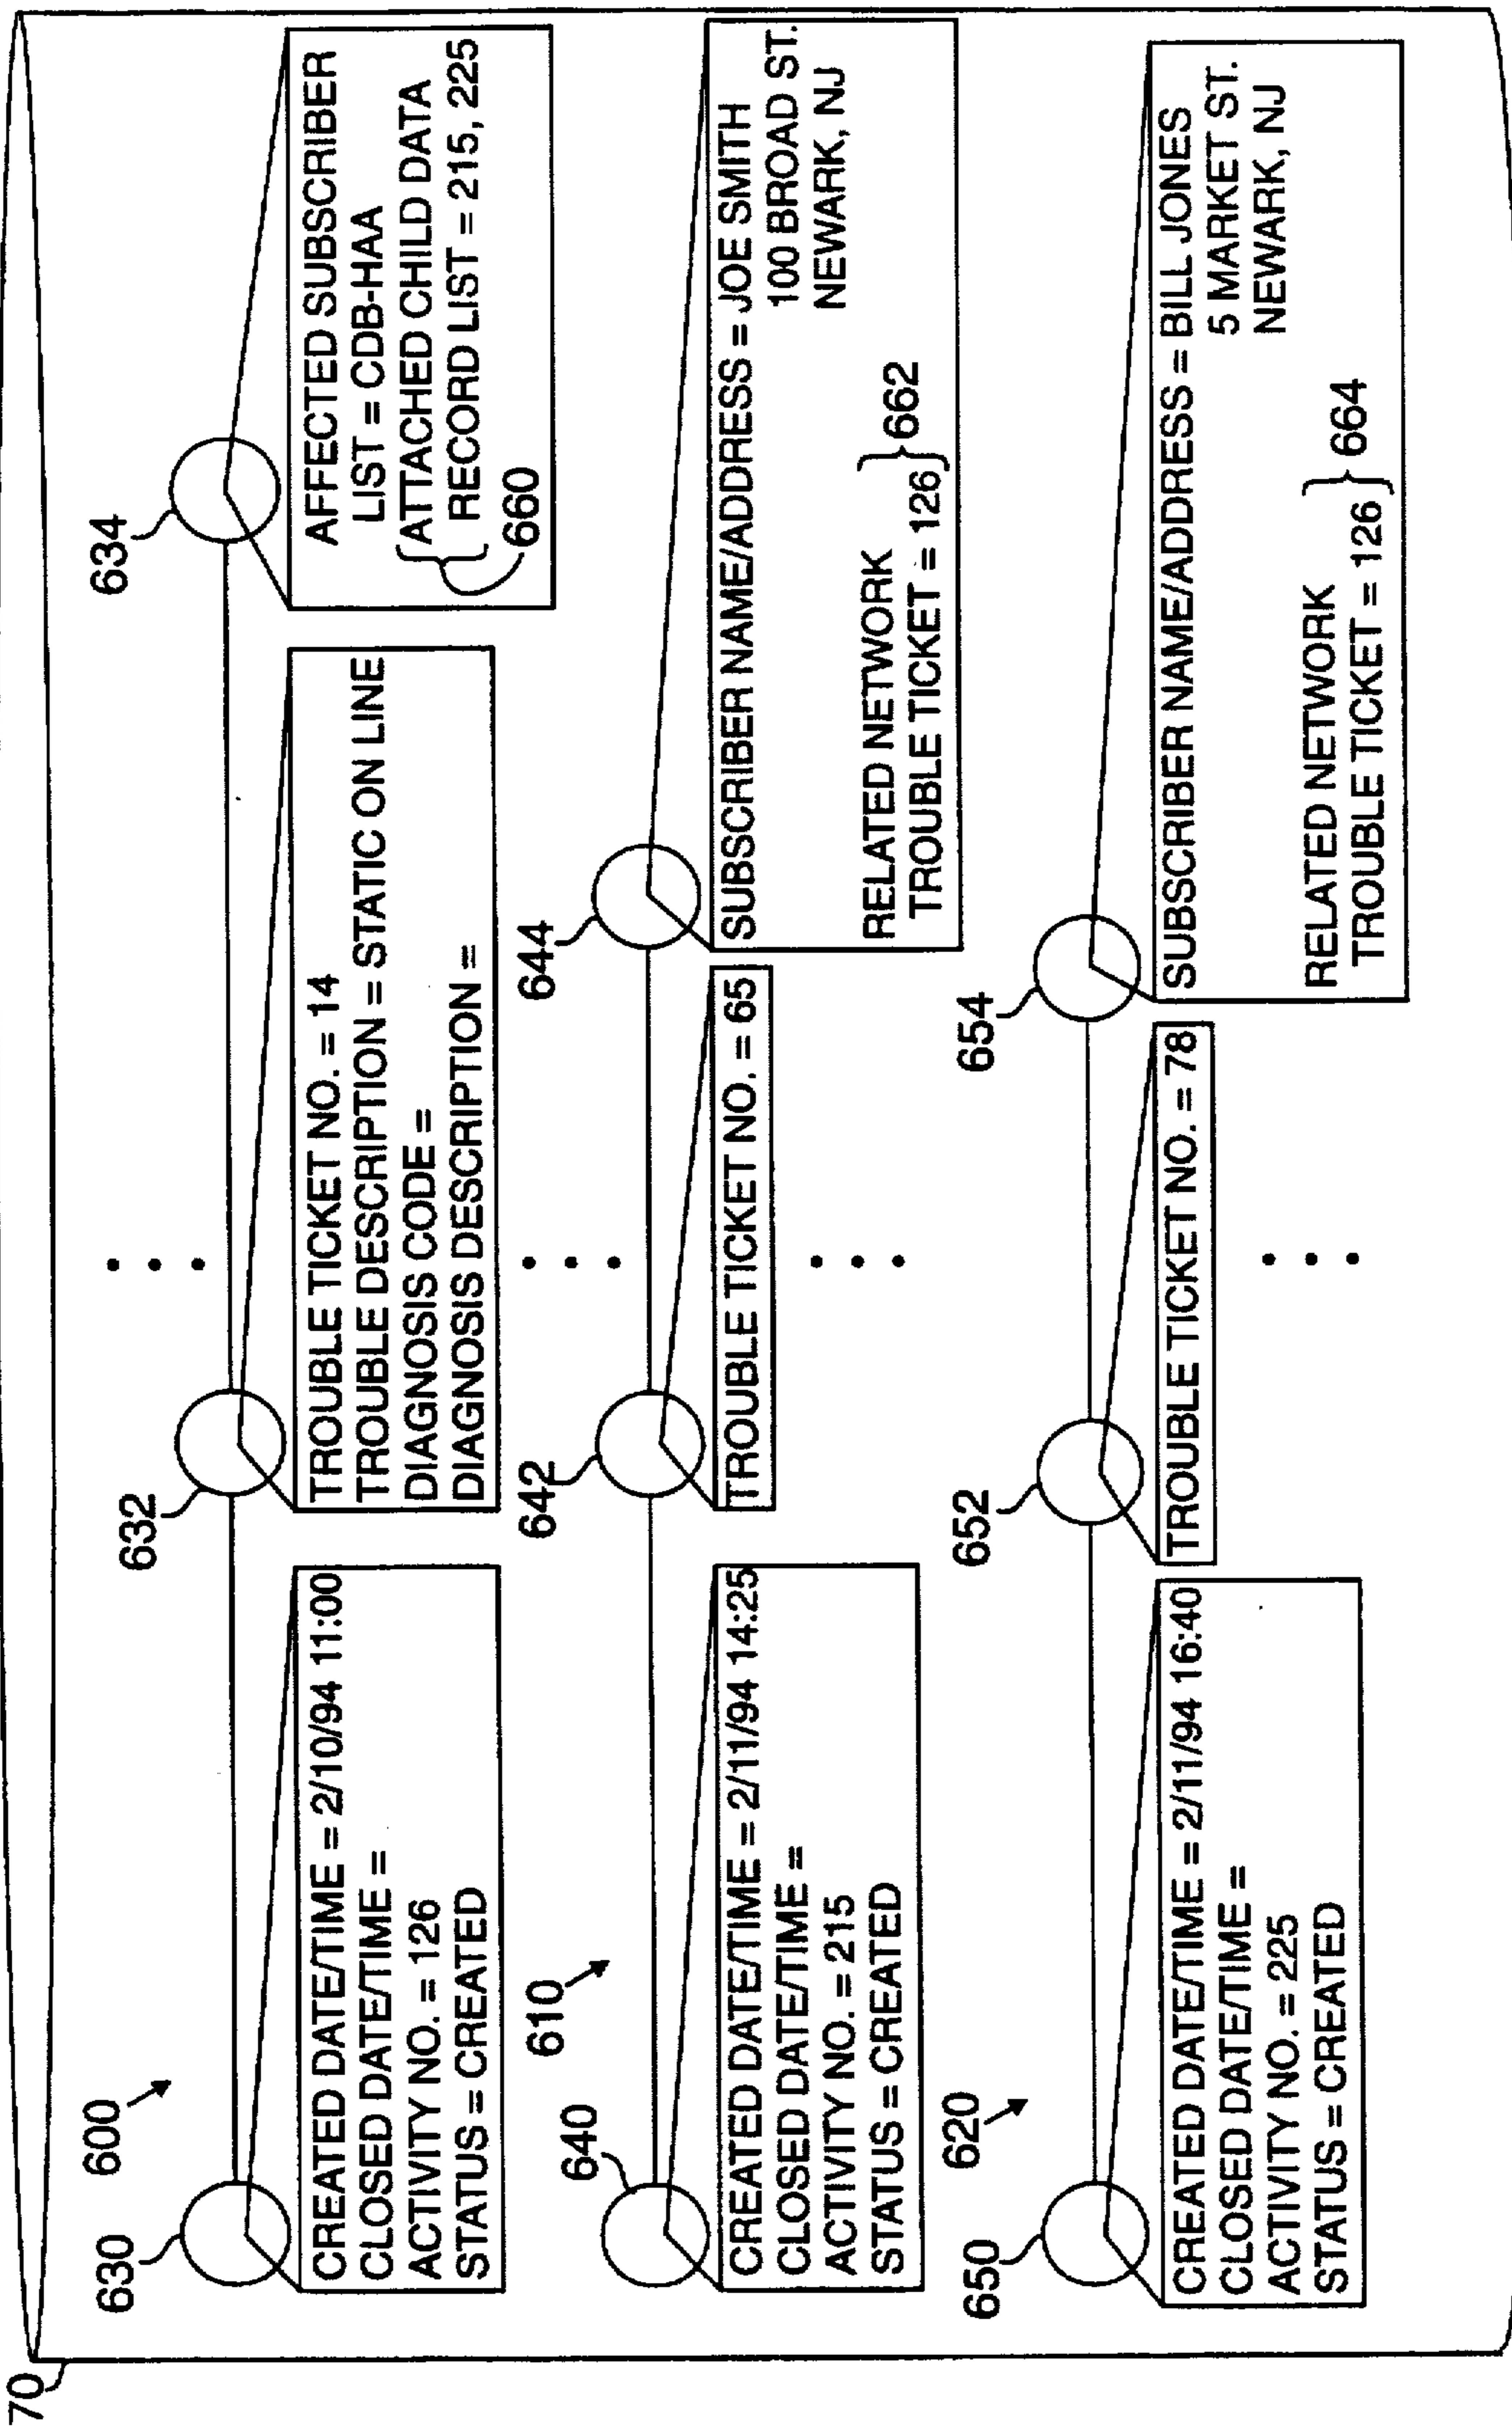 70
600
630
CREATED DATE/TIME = 2/10/94 11:00
CLOSED DATE/TIME =
ACTIVITY NO. = 126
STATUS = CREATED
632
TROUBLE TICKET NO. = 14
TROUBLE DESCRIPTION = STATIC ON LINE
DIAGNOSIS CODE =
DIAGNOSIS DESCRIPTION =
634
AFFECTED SUBSCRIBER
LIST = CDB-HAA
ATTACHED CHILD DATA
RECORD LIST = 215, 225
660
610
640
CREATED DATE/TIME = 2/11/94 14:25
CLOSED DATE/TIME =
ACTIVITY NO. = 215
STATUS = CREATED
642
TROUBLE TICKET NO. = 65
644
SUBSCRIBER NAME/ADDRESS = JOE SMITH
100 BROAD ST.
NEWARK, NJ
RELATED NETWORK
TROUBLE TICKET = 126
662
620
650
CREATED DATE/TIME = 2/11/94 16:40
CLOSED DATE/TIME =
ACTIVITY NO. = 225
STATUS = CREATED
652
TROUBLE TICKET NO. = 78
654
SUBSCRIBER NAME/ADDRESS = BILL JONES
5 MARKET ST.
NEWARK, NJ
RELATED NETWORK
TROUBLE TICKET = 126
664